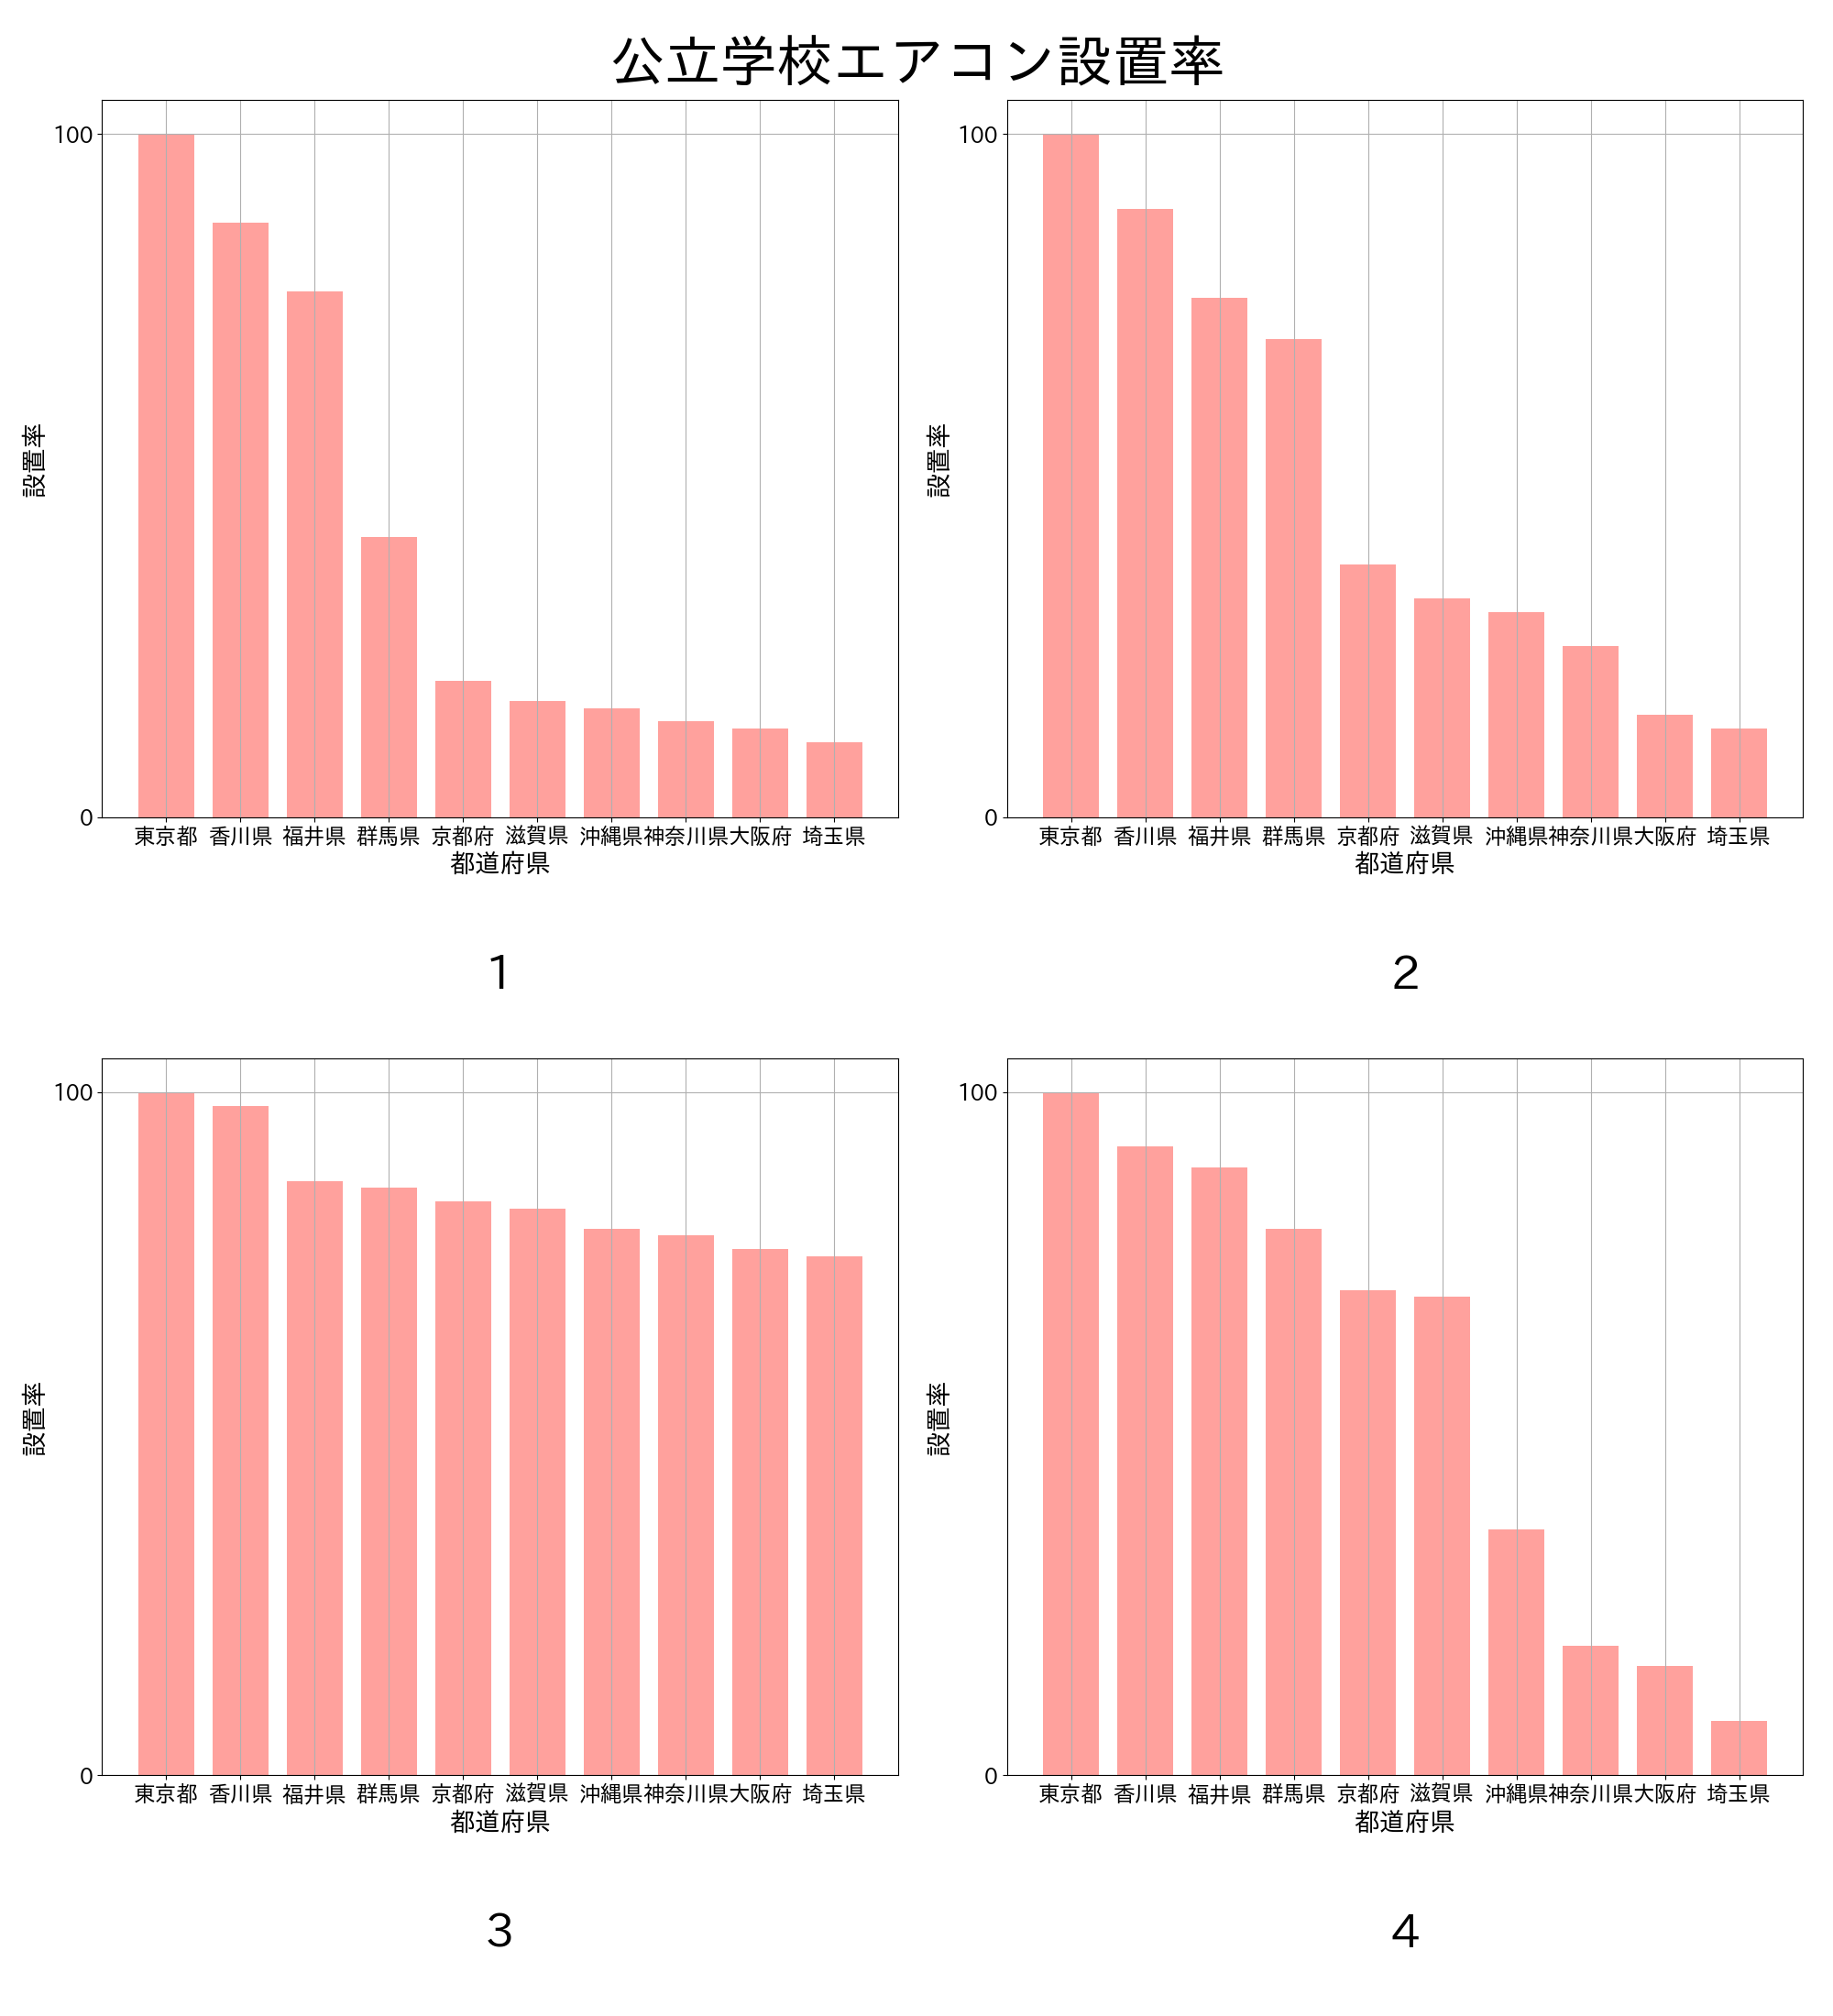 公立学校エアコン設置率
100
0
設置率
東京都 香川県 福井県 群馬県 京都府 滋賀県 沖縄県 神奈川県 大阪府 埼玉県
都道府県
1
100
0
設置率
東京都 香川県 福井県 群馬県 京都府 滋賀県 沖縄県 神奈川県 大阪府 埼玉県
都道府県
2
100
0
設置率
東京都 香川県 福井県 群馬県 京都府 滋賀県 沖縄県 神奈川県 大阪府 埼玉県
都道府県
3
100
0
設置率
東京都 香川県 福井県 群馬県 京都府 滋賀県 沖縄県 神奈川県 大阪府 埼玉県
都道府県
4